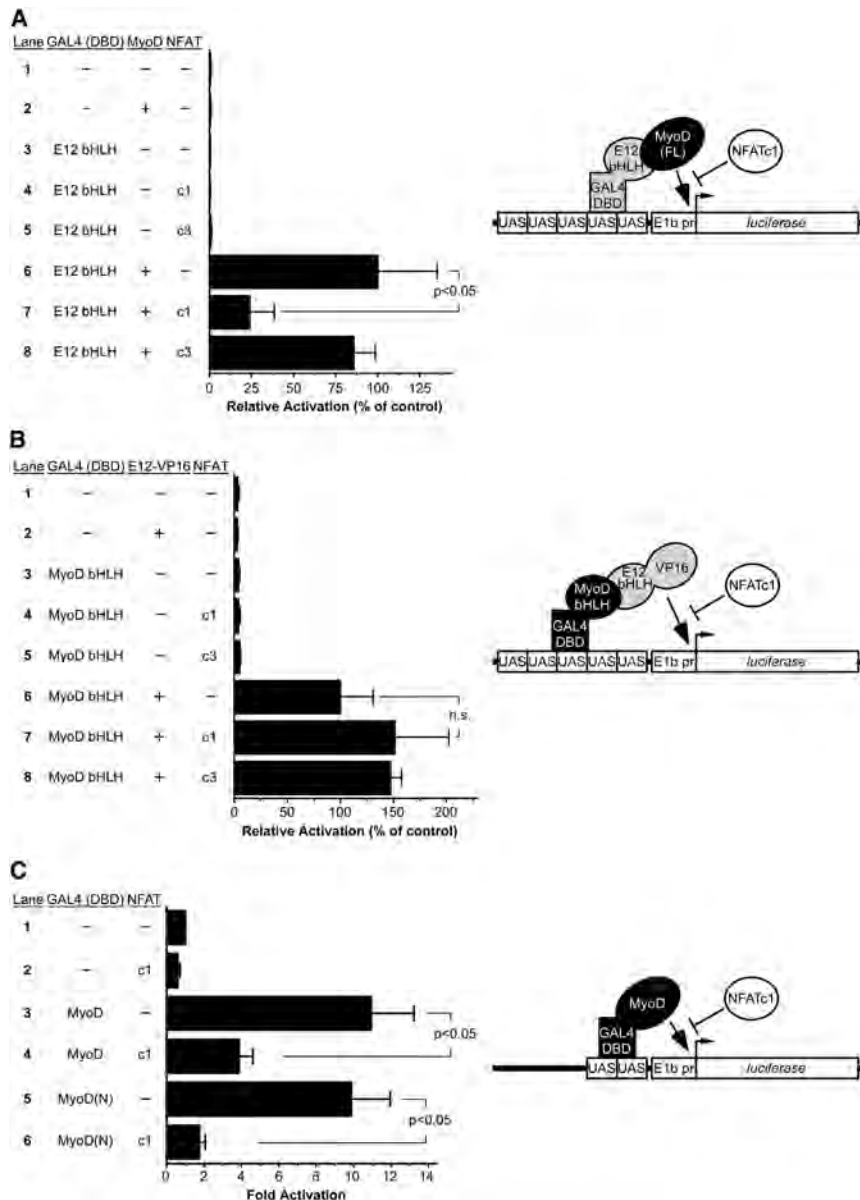 A
Lane GAL4 (DBD) MyoD NFAT
1 – – –
2 – + –
3 E12 bHLH – –
4 E12 bHLH – c1
5 E12 bHLH – c3
6 E12 bHLH + –
7 E12 bHLH + c1
8 E12 bHLH + c3
p<0.05
0 25 50 75 100 125
Relative Activation (% of control)
MyoD (FL)
E12 bHLH
GAL4 DBD
NFATc1
UAS UAS UAS UAS UAS E1b pr luciferase
B
Lane GAL4 (DBD) E12-VP16 NFAT
1 – – –
2 – + –
3 MyoD bHLH – –
4 MyoD bHLH – c1
5 MyoD bHLH – c3
6 MyoD bHLH + –
7 MyoD bHLH + c1
8 MyoD bHLH + c3
n.s.
0 50 100 150 200
Relative Activation (% of control)
VP16
E12 bHLH
MyoD bHLH
GAL4 DBD
NFATc1
UAS UAS UAS UAS UAS E1b pr luciferase
C
Lane GAL4 (DBD) NFAT
1 – –
2 – c1
3 MyoD –
4 MyoD c1
5 MyoD(N) –
6 MyoD(N) c1
p<0.05
p<0.05
0 2 4 6 8 10 12 14
Fold Activation
MyoD
GAL4 DBD
NFATc1
UAS UAS E1b pr luciferase